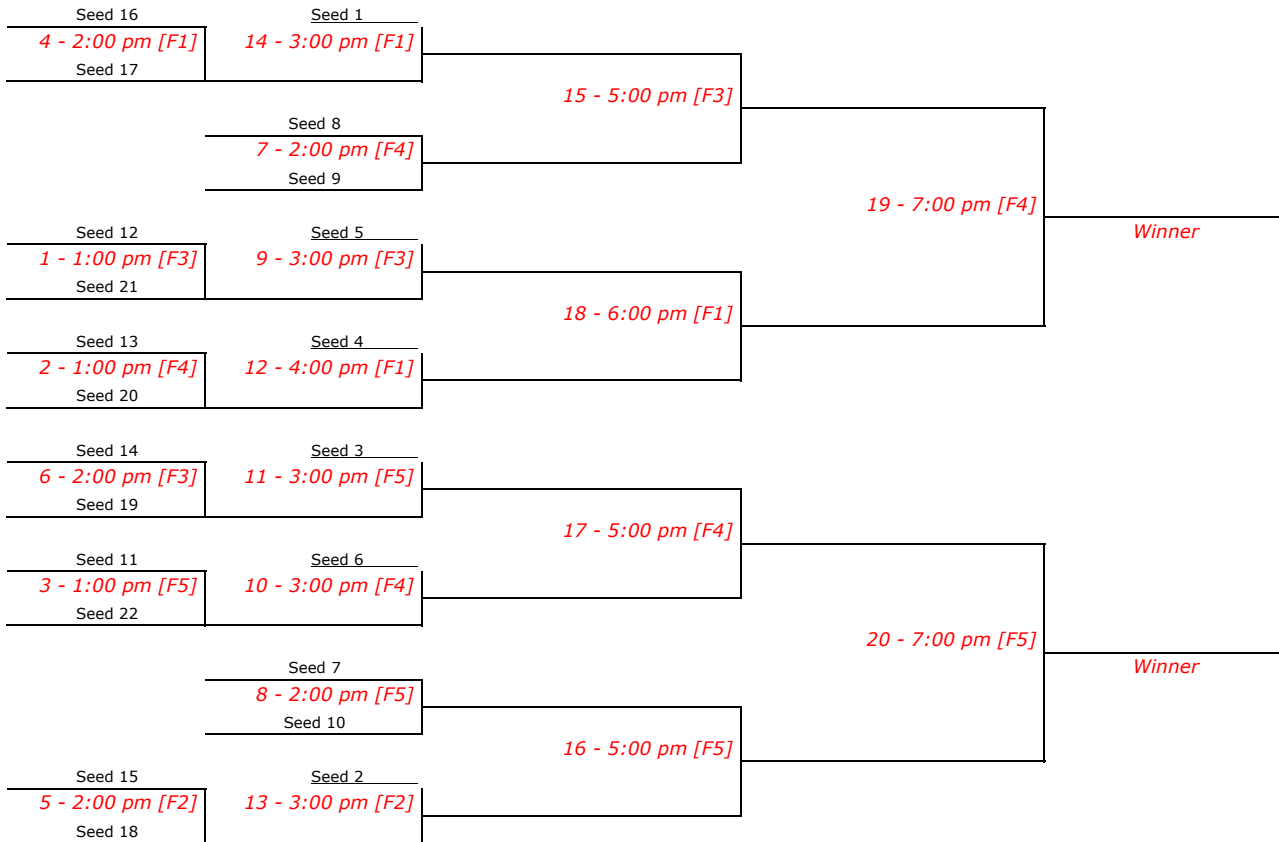 Seed 16 Seed 1
4 - 2:00 pm [F1] 14 - 3:00 pm [F1]
Seed 17
15 - 5:00 pm [F3]
Seed 8
7 - 2:00 pm [F4]
Seed 9
19 - 7:00 pm [F4]
Seed 12 Seed 5
Winner
1 - 1:00 pm [F3] 9 - 3:00 pm [F3]
Seed 21
18 - 6:00 pm [F1]
Seed 13 Seed 4
2 - 1:00 pm [F4] 12 - 4:00 pm [F1]
Seed 20
Seed 14 Seed 3
6 - 2:00 pm [F3] 11 - 3:00 pm [F5]
Seed 19
17 - 5:00 pm [F4]
Seed 11 Seed 6
3 - 1:00 pm [F5] 10 - 3:00 pm [F4]
Seed 22
20 - 7:00 pm [F5]
Seed 7
Winner
8 - 2:00 pm [F5]
Seed 10
16 - 5:00 pm [F5]
Seed 15 Seed 2
5 - 2:00 pm [F2] 13 - 3:00 pm [F2]
Seed 18